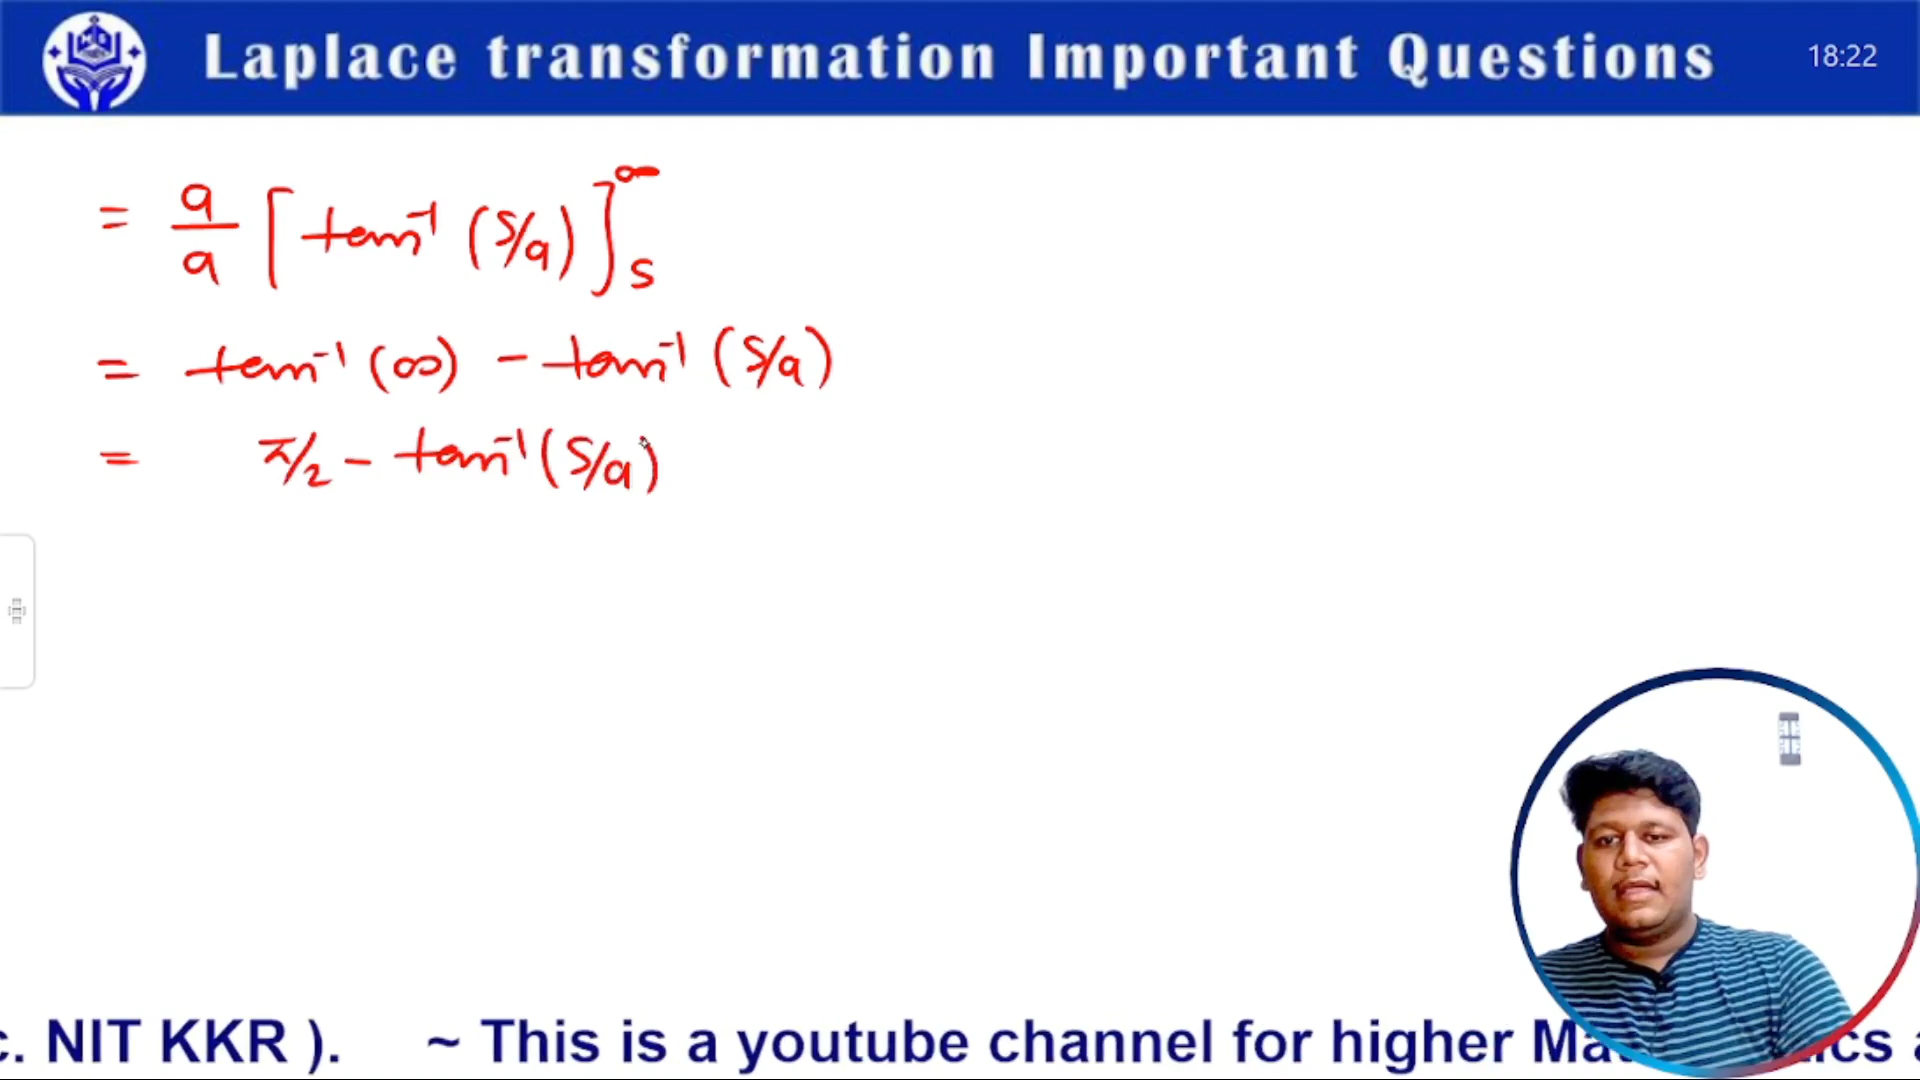 Laplace transformation Important Questions
18:22
= a/a [tan⁻¹ (s/a)]ₛ^∞
= tan⁻¹ (∞) - tan⁻¹ (s/a)
= π/2 - tan⁻¹ (s/a)
c. NIT KKR ). ~ This is a youtube channel for higher